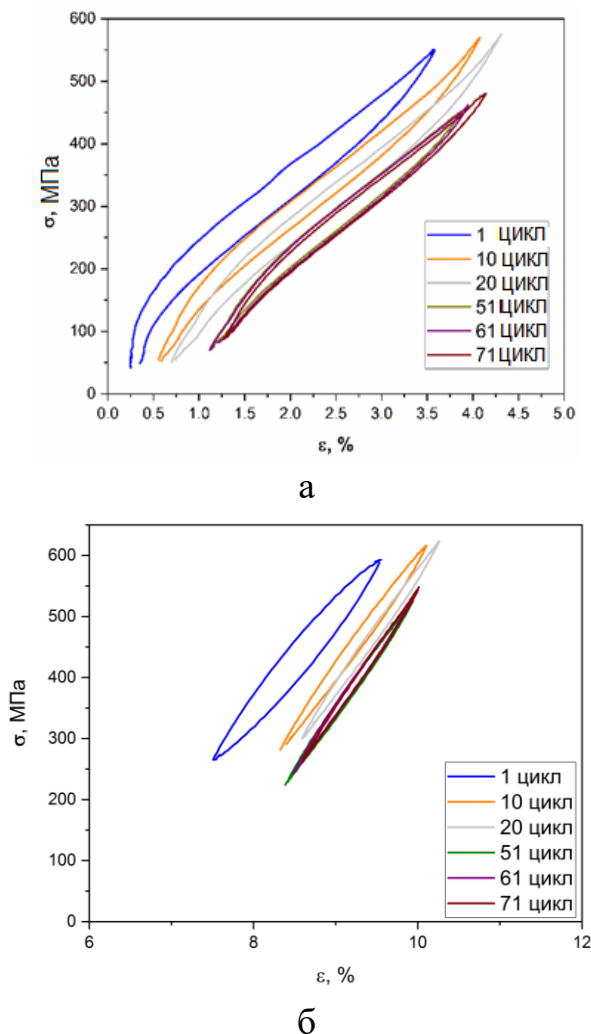 600
500
400
300
200
100
0
σ, МПа
0.0 0.5 1.0 1.5 2.0 2.5 3.0 3.5 4.0 4.5 5.0
ε, %
1 ЦИКЛ
10 ЦИКЛ
20 ЦИКЛ
51 ЦИКЛ
61 ЦИКЛ
71 ЦИКЛ
а
600
500
400
300
200
100
0
σ, МПа
6 8 10 12
ε, %
1 цикл
10 цикл
20 цикл
51 цикл
61 цикл
71 цикл
б